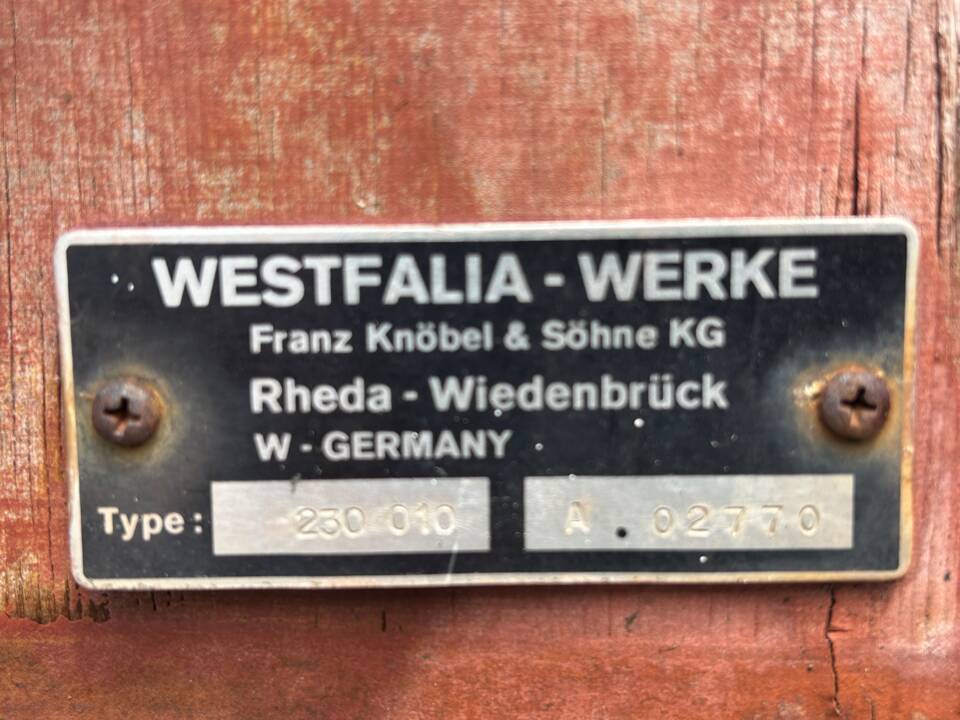 WESTFALIA - WERKE
Franz Knöbel & Söhne KG
Rheda - Wiedenbrück
W - GERMANY
Type: 230 010 A 02770